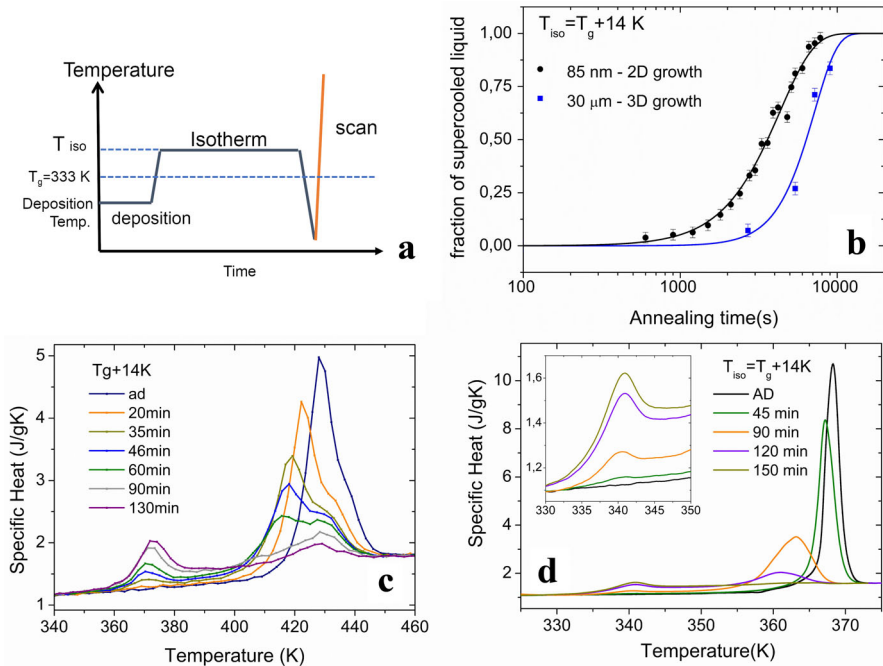 Temperature
T iso
Isotherm
scan
Tg=333 K
Deposition
Temp.
deposition
Time
a
fraction of supercooled liquid
1,00
0,75
0,50
0,25
0,00
Tiso=Tg+14 K
85 nm - 2D growth
30 μm - 3D growth
b
100
1000
10000
Annealing time(s)
Specific Heat (J/gK)
5
4
3
2
1
Tg+14K
ad
20min
35min
46min
60min
90min
130min
c
340
360
380
400
420
440
460
Temperature (K)
Specific Heat (J/gK)
10
8
6
4
2
0
1,6
1,4
1,2
330
335
340
345
350
Tiso=Tg+14K
AD
45 min
90 min
120 min
150 min
d
330
340
350
360
370
Temperature(K)